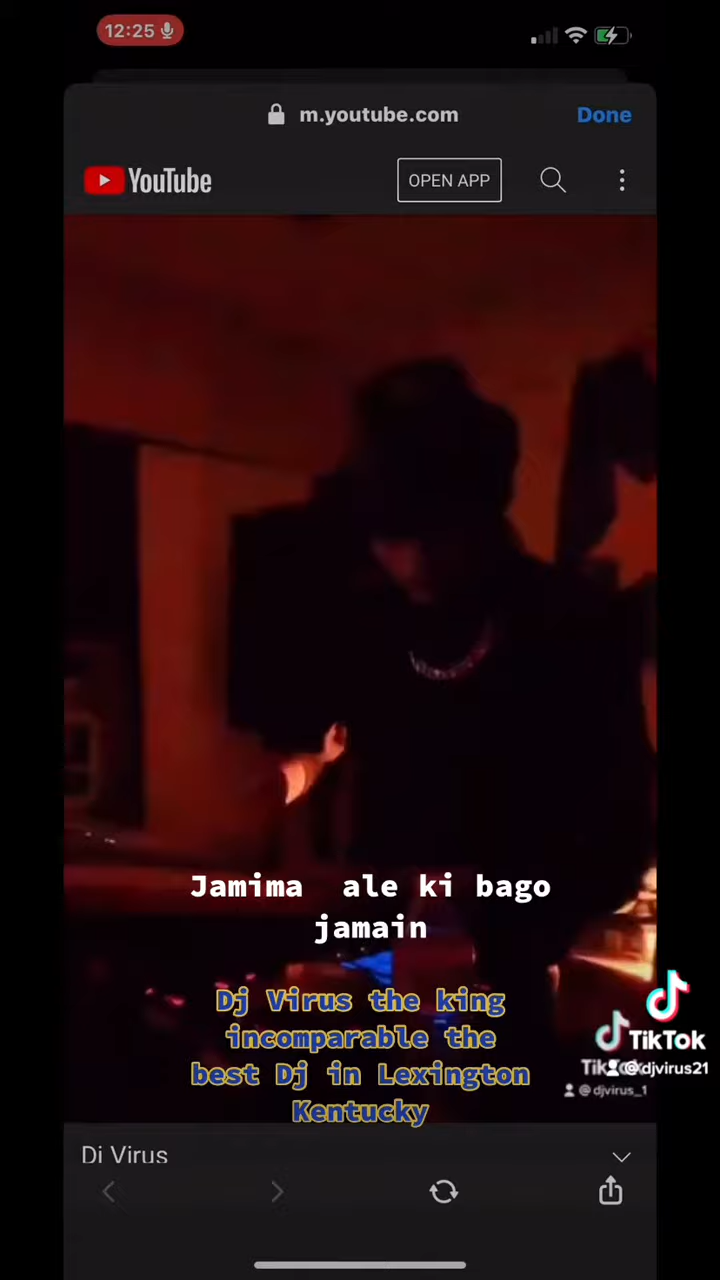 12:25
m.youtube.com
Done
YouTube
OPEN APP
Jamima ale ki bago
jamain
Dj Virus the king
incomparable the
best Dj in Lexington
Kentucky
TikTok
@djvirus21
@djvirus_1
Di Virus